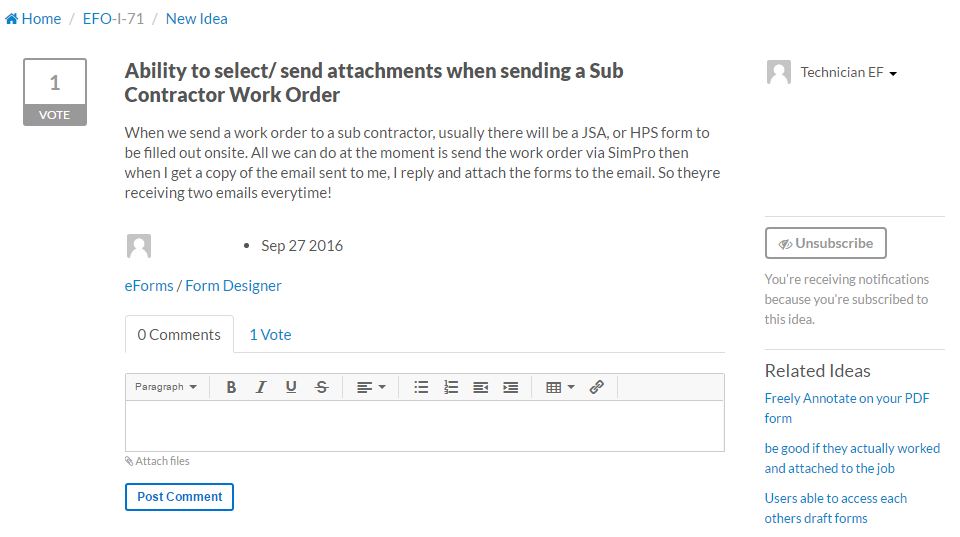 Home / EFO-I-71 / New Idea
1
VOTE
Ability to select/ send attachments when sending a Sub
Contractor Work Order
When we send a work order to a sub contractor, usually there will be a JSA, or HPS form to
be filled out onsite. All we can do at the moment is send the work order via SimPro then
when I get a copy of the email sent to me, I reply and attach the forms to the email. So theyre
receiving two emails everytime!
• Sep 27 2016
eForms / Form Designer
0 Comments 1 Vote
Paragraph B I U S
Attach files
Post Comment
Technician EF
Unsubscribe
You're receiving notifications
because you're subscribed to
this idea.
Related Ideas
Freely Annotate on your PDF
form
be good if they actually worked
and attached to the job
Users able to access each
others draft forms